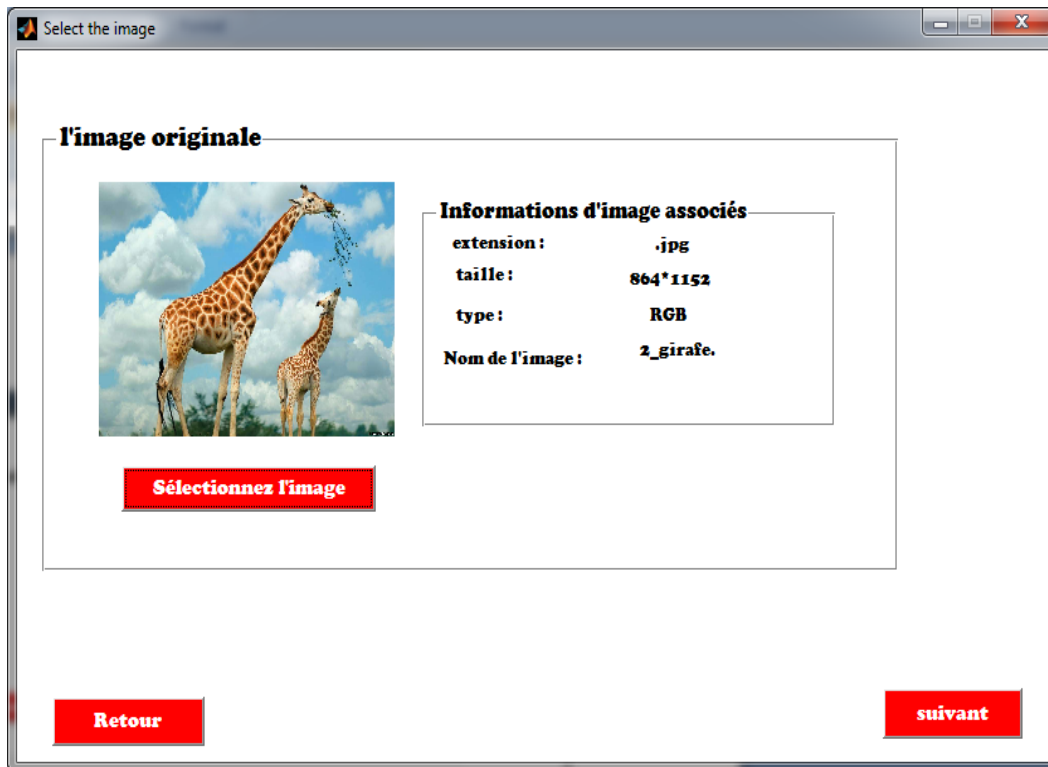 Select the image
l'image originale
Informations d'image associés
extension : .jpg
taille : 864*1152
type : RGB
Nom de l'image : 2_girafe.
Sélectionnez l'image
Retour
suivant